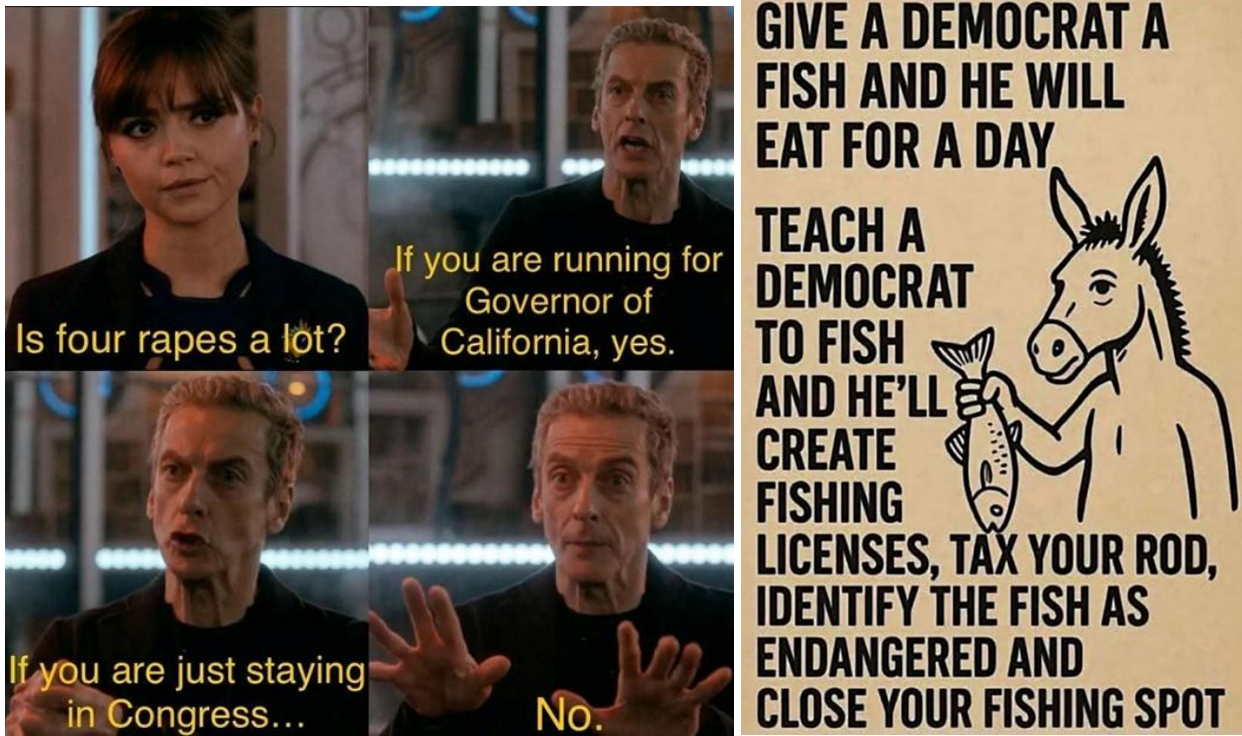 Is four rapes a lot?
If you are running for
Governor of
California, yes.
If you are just staying
in Congress...
No.
GIVE A DEMOCRAT A
FISH AND HE WILL
EAT FOR A DAY
TEACH A
DEMOCRAT
TO FISH
AND HE'LL
CREATE
FISHING
LICENSES, TAX YOUR ROD,
IDENTIFY THE FISH AS
ENDANGERED AND
CLOSE YOUR FISHING SPOT